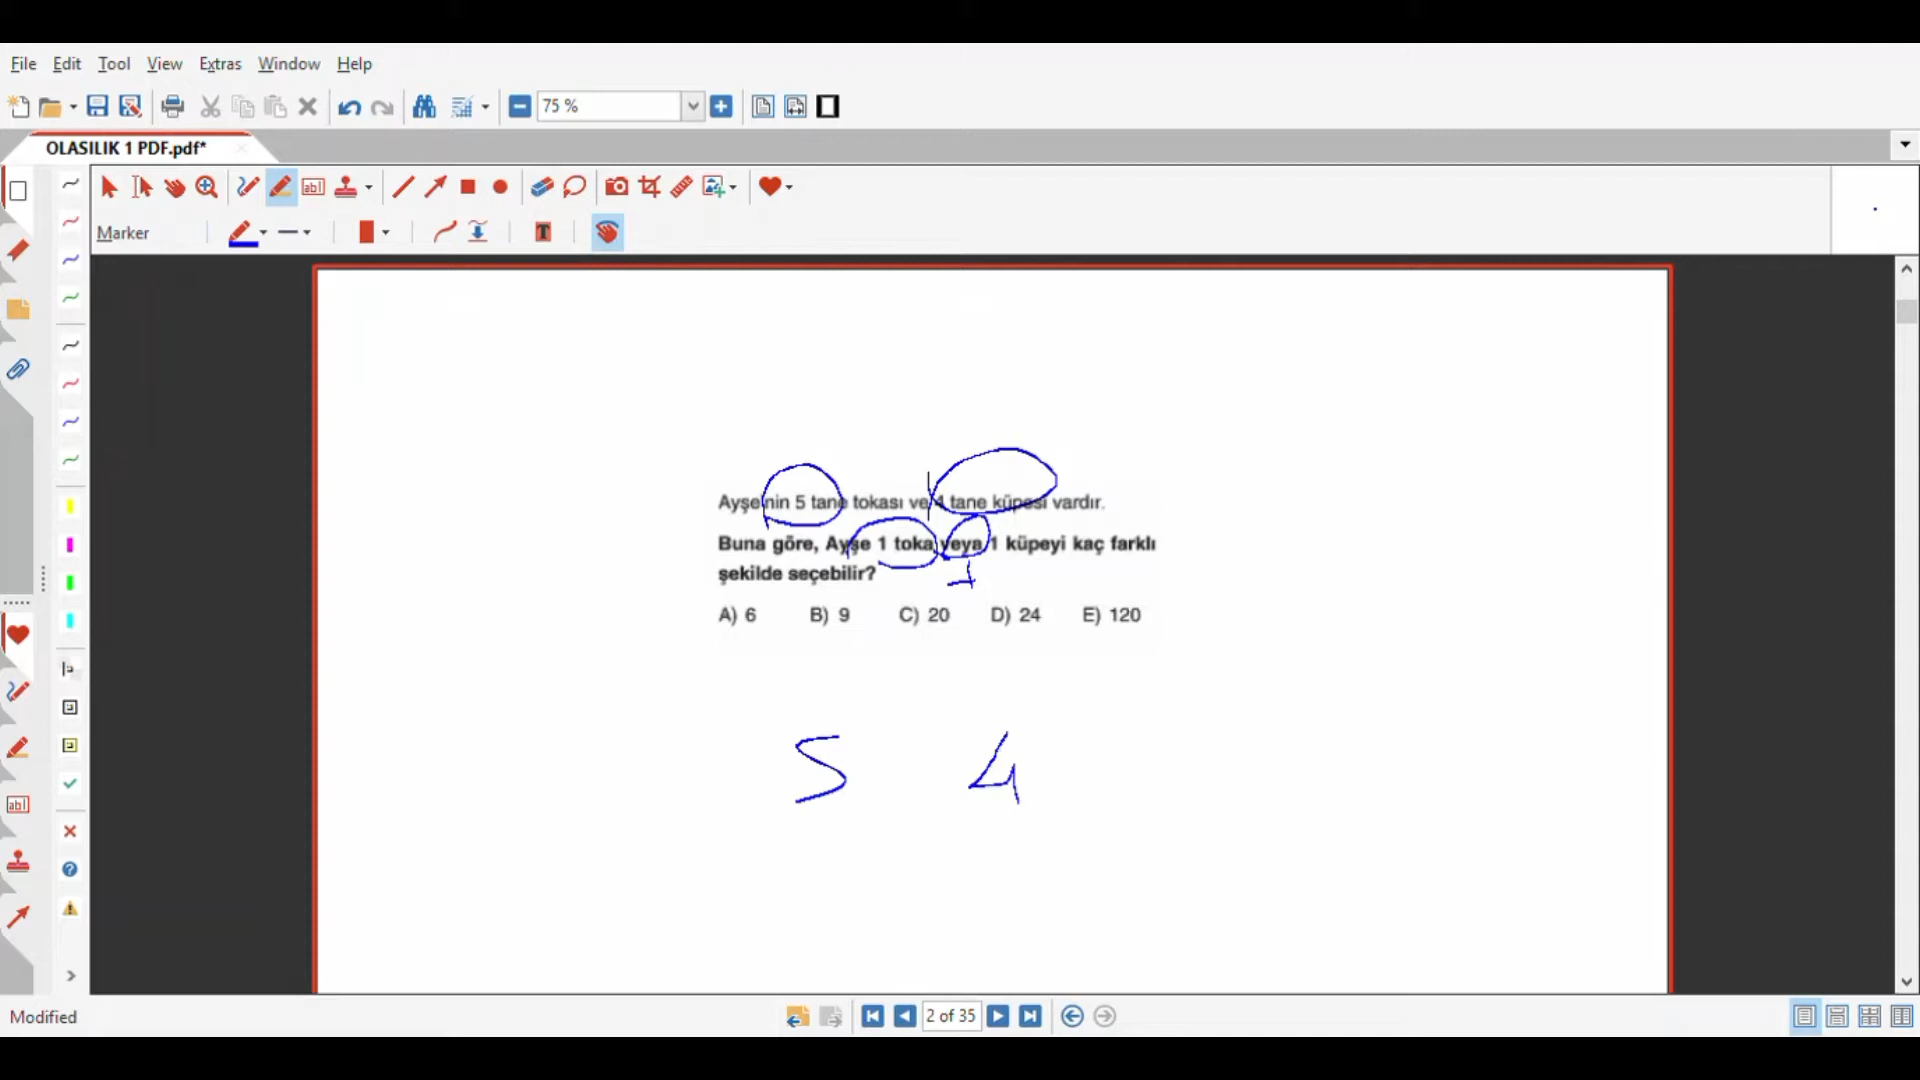 File Edit Tool View Extras Window Help
75 %
OLASILIK 1 PDF.pdf*
Marker
Ayşe'nin 5 tane tokası ve 4 tane küpesi vardır.
Buna göre, Ayşe 1 toka veya 1 küpeyi kaç farklı
şekilde seçebilir?
+
A) 6 B) 9 C) 20 D) 24 E) 120
5 4
Modified
2 of 35